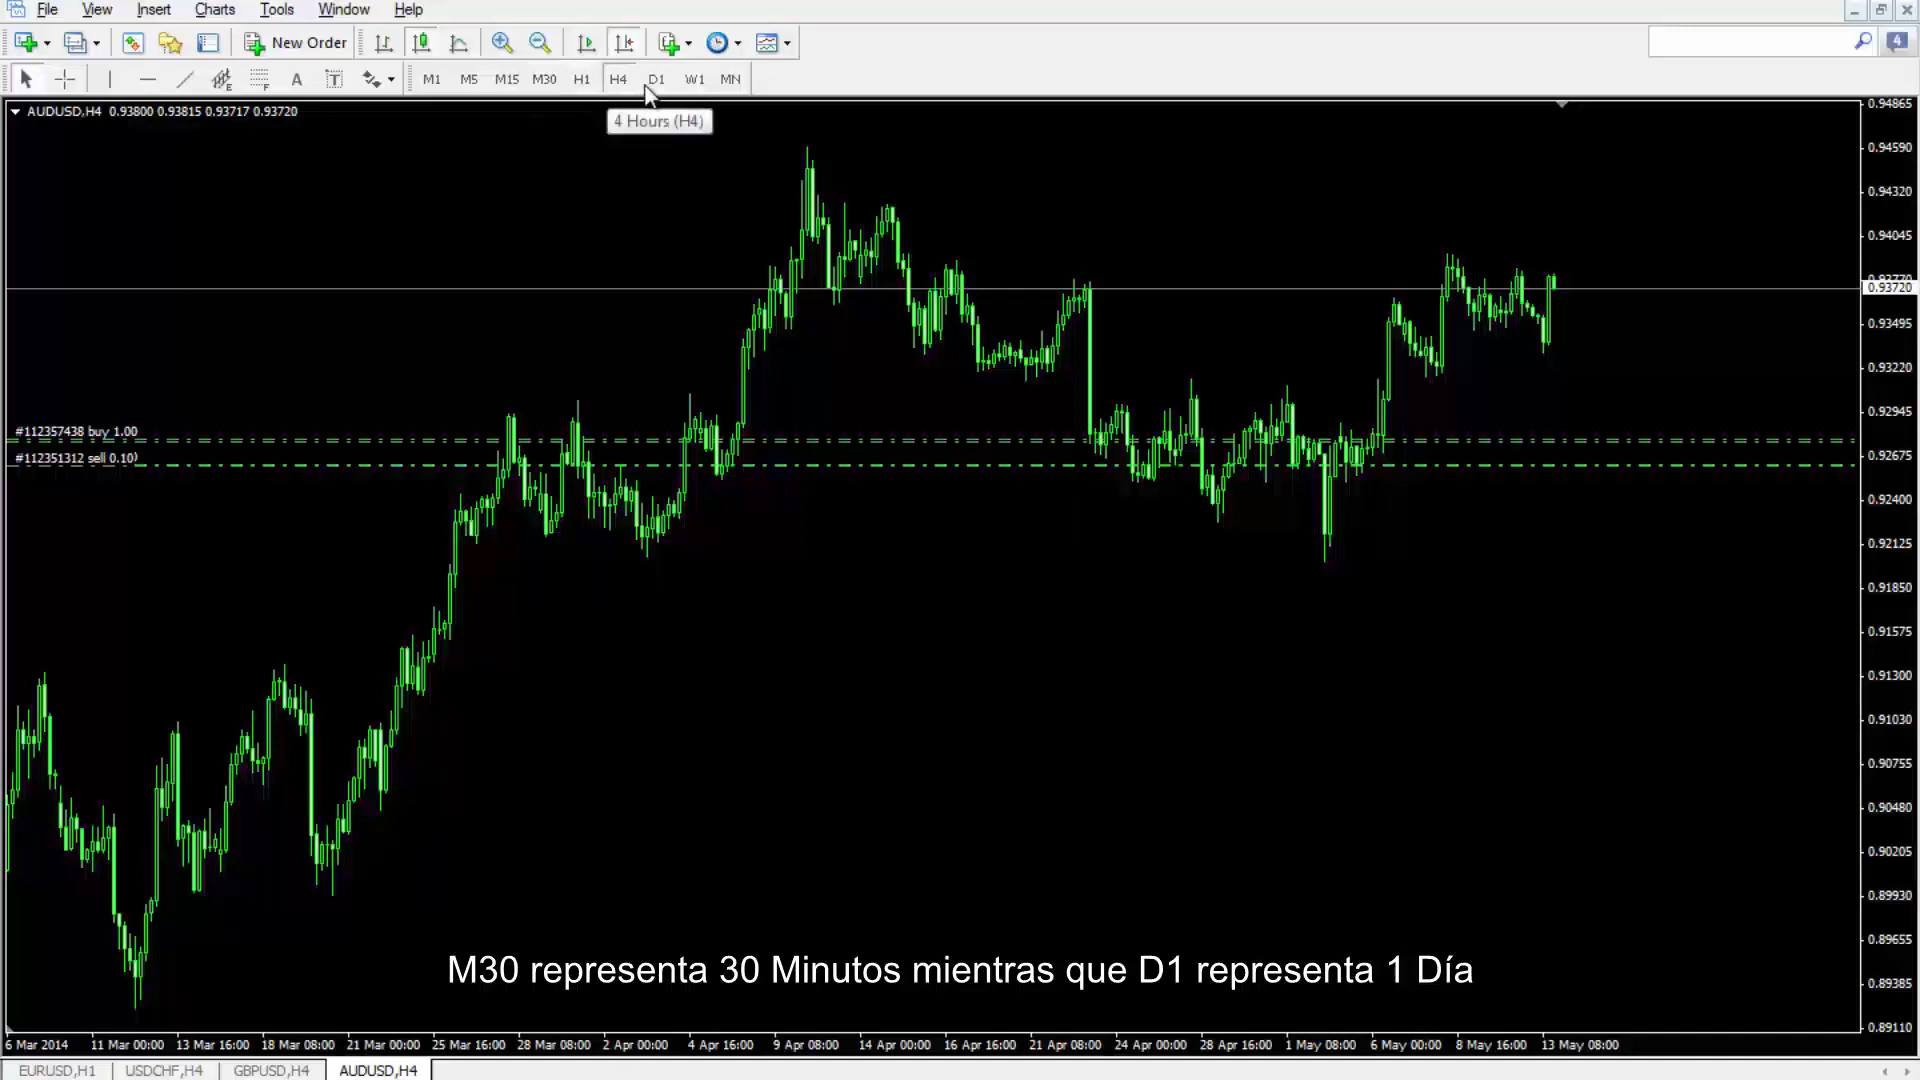 File View Insert Charts Tools Window Help
New Order
4
A T M1 M5 M15 M30 H1 H4 D1 W1 MN
4 Hours (H4)
AUDUSD,H4 0.93800 0.93815 0.93717 0.93720
0.94865
0.94590
0.94320
0.94045
0.93770
0.93720
0.93495
0.93220
0.92945
#112357438 buy 1.00
0.92675
#112351312 sell 0.10)
0.92400
0.92125
0.91850
0.91575
0.91300
0.91030
0.90755
0.90480
0.90205
0.89930
0.89655
0.89385
0.89110
M30 representa 30 Minutos mientras que D1 representa 1 Día
6 Mar 2014 11 Mar 00:00 13 Mar 16:00 18 Mar 08:00 21 Mar 00:00 25 Mar 16:00 28 Mar 08:00 2 Apr 00:00 4 Apr 16:00 9 Apr 08:00 14 Apr 00:00 16 Apr 16:00 21 Apr 08:00 24 Apr 00:00 28 Apr 16:00 1 May 08:00 6 May 00:00 8 May 16:00 13 May 08:00
EURUSD,H1 USDCHF,H4 GBPUSD,H4 AUDUSD,H4